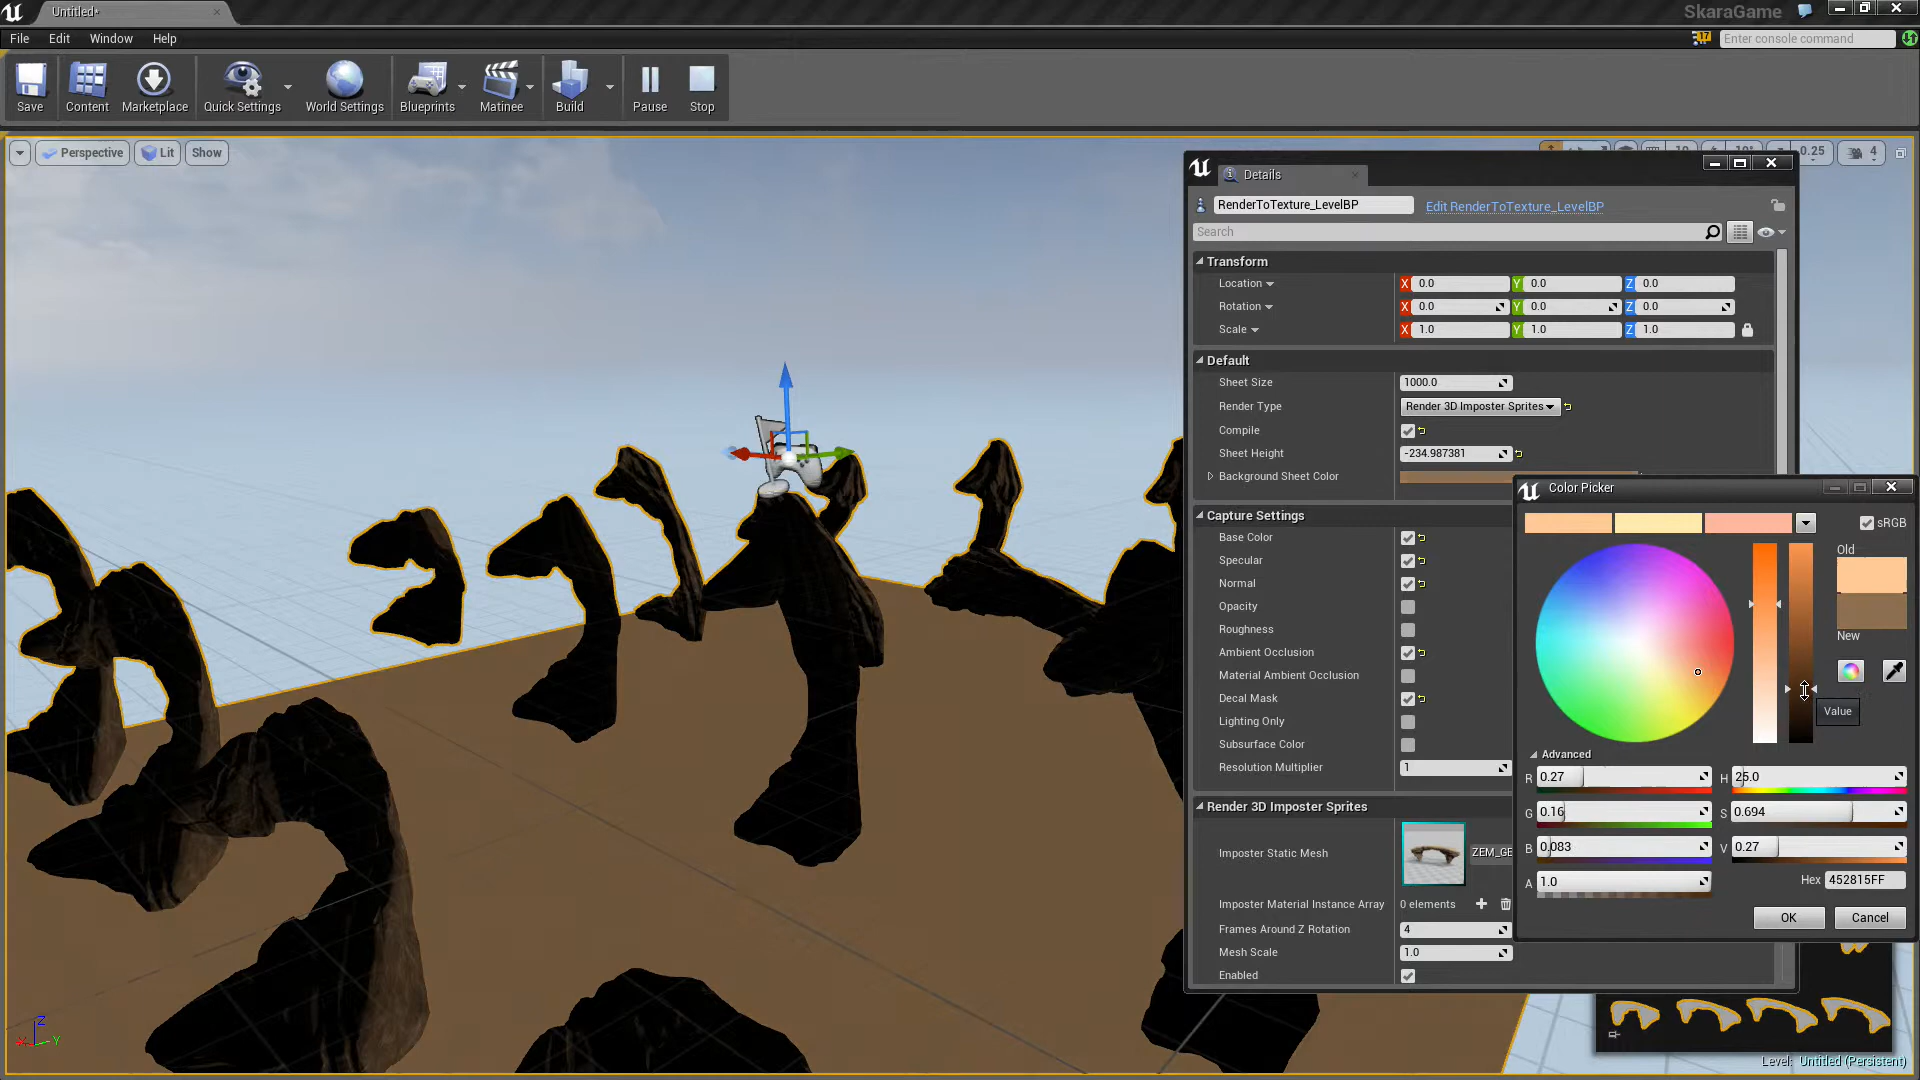 Untitled*
SkaraGame
File Edit Window Help
17
Enter console command
Save Content Marketplace Quick Settings World Settings Blueprints Matinee Build Pause Stop
Perspective Lit Show
10 10° 0.25 4
Details
RenderToTexture_LevelBP Edit RenderToTexture_LevelBP
Search
Transform
Location X 0.0 Y 0.0 Z 0.0
Rotation X 0.0 Y 0.0 Z 0.0
Scale X 1.0 Y 1.0 Z 1.0
Default
Sheet Size 1000.0
Render Type Render 3D Imposter Sprites
Compile
Sheet Height -234.987381
Background Sheet Color
Capture Settings
Base Color
Specular
Normal
Opacity
Roughness
Ambient Occlusion
Material Ambient Occlusion
Decal Mask
Lighting Only
Subsurface Color
Resolution Multiplier 1
Render 3D Imposter Sprites
Imposter Static Mesh ZEM_GE
Imposter Material Instance Array 0 elements
Frames Around Z Rotation 4
Mesh Scale 1.0
Enabled
Color Picker
sRGB
Old
New
Value
Advanced
R 0.27 H 25.0
G 0.16 S 0.694
B 0.083 V 0.27
A 1.0 Hex 452815FF
OK Cancel
Z
X Y
Level: Untitled (Persistent)